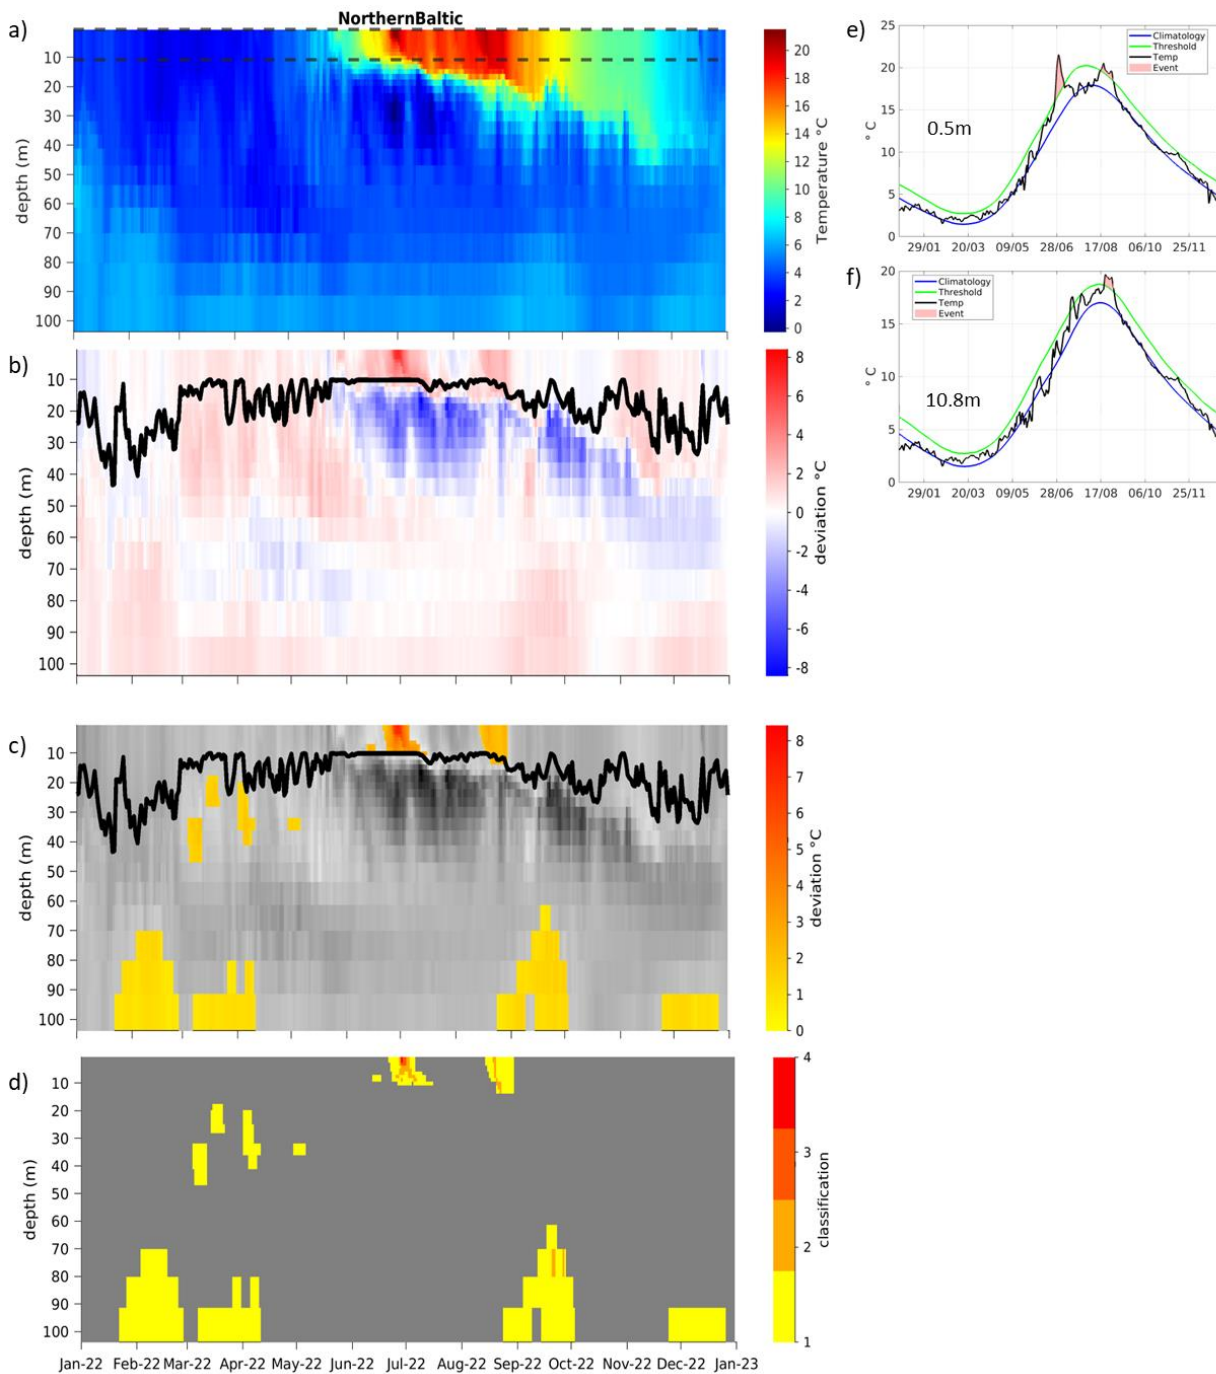 NorthernBaltic
a)
10
20
30
40
50
60
70
80
90
100
depth (m)
20
18
16
14
12
10
8
6
4
2
0
Temperature °C
b)
10
20
30
40
50
60
70
80
90
100
depth (m)
8
6
4
2
0
-2
-4
-6
-8
deviation °C
c)
10
20
30
40
50
60
70
80
90
100
depth (m)
8
7
6
5
4
3
2
1
0
deviation °C
d)
10
20
30
40
50
60
70
80
90
100
depth (m)
Jan-22 Feb-22 Mar-22 Apr-22 May-22 Jun-22 Jul-22 Aug-22 Sep-22 Oct-22 Nov-22 Dec-22 Jan-23
4
3
2
1
classification
e)
25
20
15
10
5
0
° C
Climatology
Threshold
Temp
Event
0.5m
29/01 20/03 09/05 28/06 17/08 06/10 25/11
f)
20
15
10
5
0
° C
Climatology
Threshold
Temp
Event
10.8m
29/01 20/03 09/05 28/06 17/08 06/10 25/11